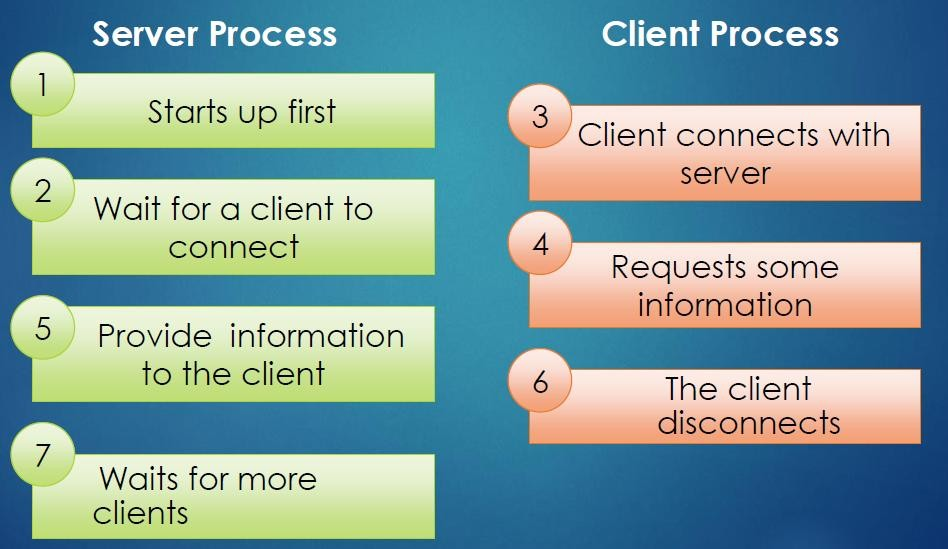 Server Process
1
Starts up first
2
Wait for a client to
connect
5
Provide information
to the client
7
Waits for more
clients
Client Process
3
Client connects with
server
4
Requests some
information
6
The client
disconnects